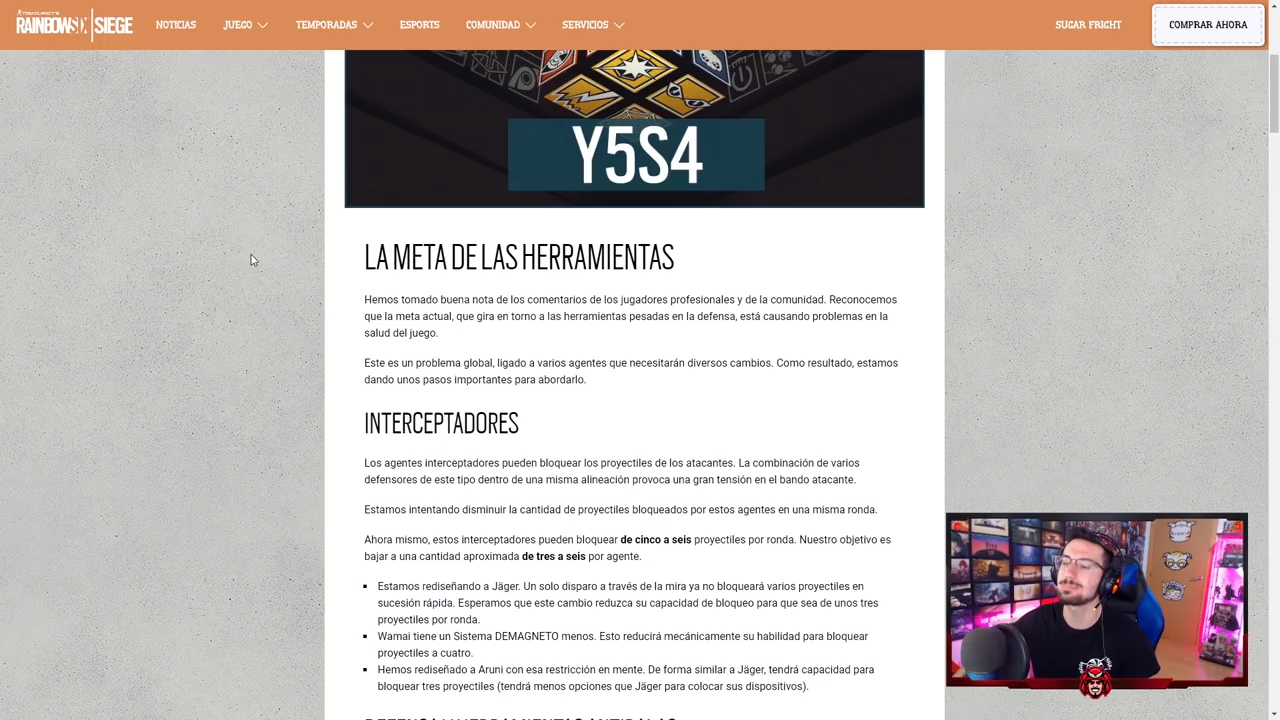 TOM CLANCY'S
RAINBOWSIX SIEGE
NOTICIAS JUEGO TEMPORADAS ESPORTS COMUNIDAD SERVICIOS SUGAR FRIGHT COMPRAR AHORA
Y5S4
LA META DE LAS HERRAMIENTAS
Hemos tomado buena nota de los comentarios de los jugadores profesionales y de la comunidad. Reconocemos
que la meta actual, que gira en torno a las herramientas pesadas en la defensa, está causando problemas en la
salud del juego.
Este es un problema global, ligado a varios agentes que necesitarán diversos cambios. Como resultado, estamos
dando unos pasos importantes para abordarlo.
INTERCEPTADORES
Los agentes interceptadores pueden bloquear los proyectiles de los atacantes. La combinación de varios
defensores de este tipo dentro de una misma alineación provoca una gran tensión en el bando atacante.
Estamos intentando disminuir la cantidad de proyectiles bloqueados por estos agentes en una misma ronda.
Ahora mismo, estos interceptadores pueden bloquear de cinco a seis proyectiles por ronda. Nuestro objetivo es
bajar a una cantidad aproximada de tres a seis por agente.
Estamos rediseñando a Jäger. Un solo disparo a través de la mira ya no bloqueará varios proyectiles en
sucesión rápida. Esperamos que este cambio reduzca su capacidad de bloqueo para que sea de unos tres
proyectiles por ronda.
Wamai tiene un Sistema DEMAGNETO menos. Esto reducirá mecánicamente su habilidad para bloquear
proyectiles a cuatro.
Hemos rediseñado a Aruni con esa restricción en mente. De forma similar a Jäger, tendrá capacidad para
bloquear tres proyectiles (tendrá menos opciones que Jäger para colocar sus dispositivos).